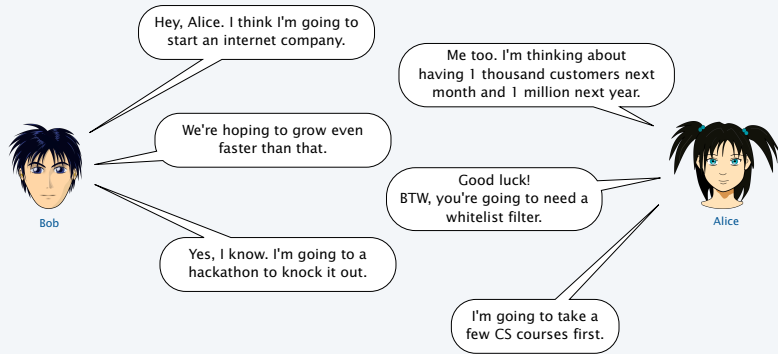 Hey, Alice. I think I'm going to
start an internet company.
Me too. I'm thinking about
having 1 thousand customers next
month and 1 million next year.
We're hoping to grow even
faster than that.
Good luck!
BTW, you're going to need a
whitelist filter.
Bob
Alice
Yes, I know. I'm going to a
hackathon to knock it out.
I'm going to take a
few CS courses first.